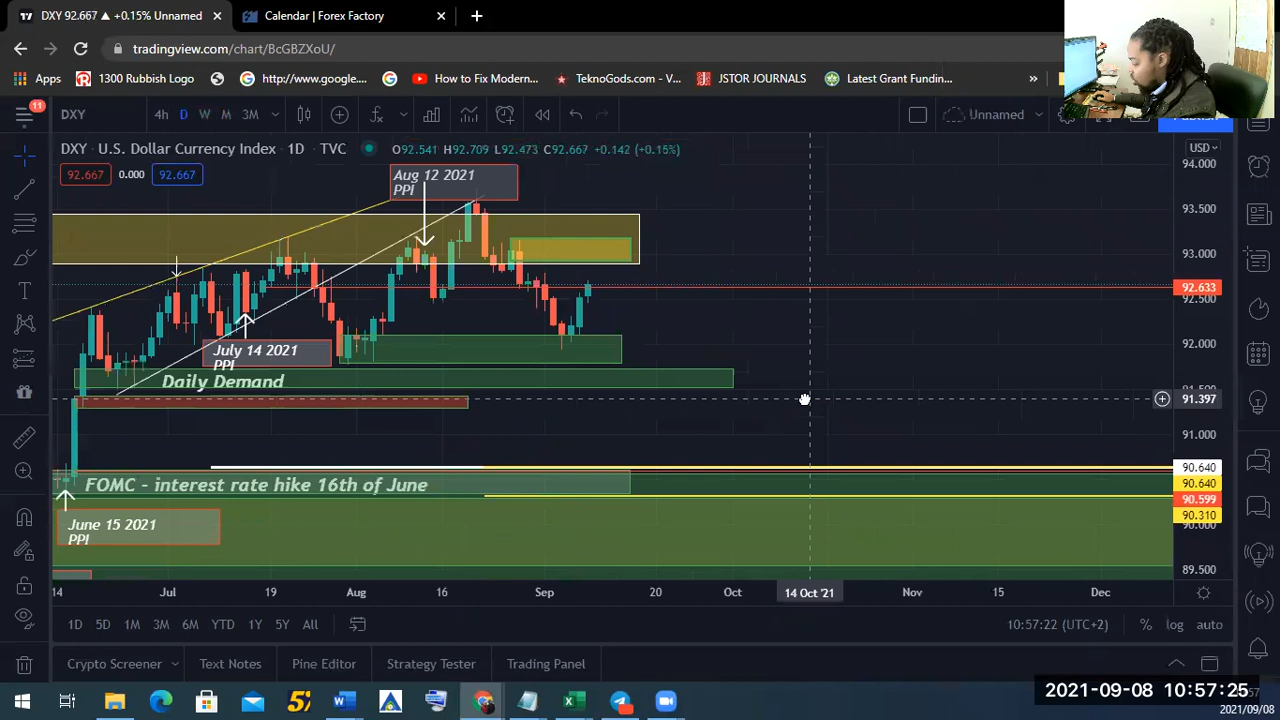 DXY 92.667 ▲ +0.15% Unnamed
Calendar | Forex Factory
tradingview.com/chart/BcGBZXoU/
Apps
1300 Rubbish Logo
http://www.google....
How to Fix Modern...
TeknoGods.com - V...
JSTOR JOURNALS
Latest Grant Fundin...
»
11
DXY
4h
D
W
M
3M
Unnamed
Publish
DXY · U.S. Dollar Currency Index · 1D · TVC
O92.541 H92.709 L92.473 C92.667 +0.142 (+0.15%)
92.667
0.000
92.667
USD
Aug 12 2021
PPI
July 14 2021
PPI
Daily Demand
FOMC - interest rate hike 16th of June
June 15 2021
PPI
94.000
93.500
93.000
92.633
92.500
92.000
91.500
91.397
91.000
90.640
90.640
90.599
90.310
90.000
89.500
14
Jul
19
Aug
16
Sep
20
Oct
14 Oct '21
Nov
15
Dec
1D
5D
1M
3M
6M
YTD
1Y
5Y
All
10:57:22 (UTC+2)
%
log
auto
Crypto Screener
Text Notes
Pine Editor
Strategy Tester
Trading Panel
2021-09-08 10:57:25
2021/09/08